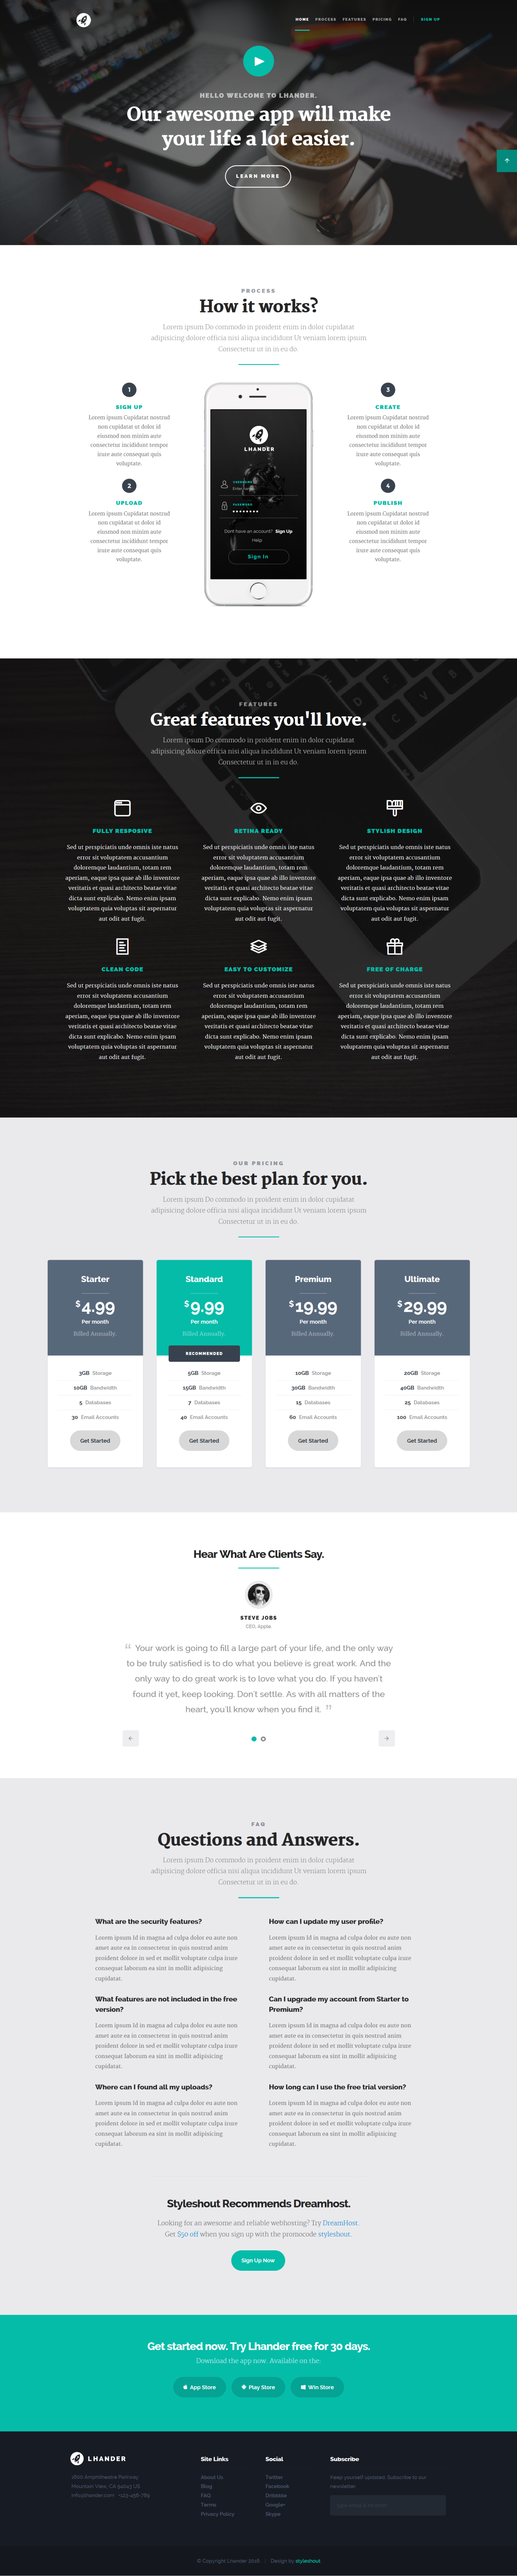 HOME PROCESS FEATURES PRICING FAQ SIGN UP
HELLO WELCOME TO LHANDER.
Our awesome app will make
your life a lot easier.
LEARN MORE
PROCESS
How it works?
Lorem ipsum Do commodo in proident enim in dolor cupidatat
adipisicing dolore officia nisi aliqua incididunt Ut veniam lorem ipsum
Consectetur ut in in eu do.
1
SIGN UP
Lorem ipsum Cupidatat nostrud
non cupidatat ut dolor id
eiusmod non minim aute
consectetur incididunt tempor
irure aute consequat quis
voluptate.
2
UPLOAD
Lorem ipsum Cupidatat nostrud
non cupidatat ut dolor id
eiusmod non minim aute
consectetur incididunt tempor
irure aute consequat quis
voluptate.
LHANDER
USERNAME
PASSWORD
Dont have an account? Sign Up
Help
Sign In
3
CREATE
Lorem ipsum Cupidatat nostrud
non cupidatat ut dolor id
eiusmod non minim aute
consectetur incididunt tempor
irure aute consequat quis
voluptate.
4
PUBLISH
Lorem ipsum Cupidatat nostrud
non cupidatat ut dolor id
eiusmod non minim aute
consectetur incididunt tempor
irure aute consequat quis
voluptate.
FEATURES
Great features you'll love.
Lorem ipsum Do commodo in proident enim in dolor cupidatat
adipisicing dolore officia nisi aliqua incididunt Ut veniam lorem ipsum
Consectetur ut in in eu do.
FULLY RESPOSIVE
Sed ut perspiciatis unde omnis iste natus
error sit voluptatem accusantium
doloremque laudantium, totam rem
aperiam, eaque ipsa quae ab illo inventore
veritatis et quasi architecto beatae vitae
dicta sunt explicabo. Nemo enim ipsam
voluptatem quia voluptas sit aspernatur
aut odit aut fugit.
RETINA READY
Sed ut perspiciatis unde omnis iste natus
error sit voluptatem accusantium
doloremque laudantium, totam rem
aperiam, eaque ipsa quae ab illo inventore
veritatis et quasi architecto beatae vitae
dicta sunt explicabo. Nemo enim ipsam
voluptatem quia voluptas sit aspernatur
aut odit aut fugit.
STYLISH DESIGN
Sed ut perspiciatis unde omnis iste natus
error sit voluptatem accusantium
doloremque laudantium, totam rem
aperiam, eaque ipsa quae ab illo inventore
veritatis et quasi architecto beatae vitae
dicta sunt explicabo. Nemo enim ipsam
voluptatem quia voluptas sit aspernatur
aut odit aut fugit.
CLEAN CODE
Sed ut perspiciatis unde omnis iste natus
error sit voluptatem accusantium
doloremque laudantium, totam rem
aperiam, eaque ipsa quae ab illo inventore
veritatis et quasi architecto beatae vitae
dicta sunt explicabo. Nemo enim ipsam
voluptatem quia voluptas sit aspernatur
aut odit aut fugit.
EASY TO CUSTOMIZE
Sed ut perspiciatis unde omnis iste natus
error sit voluptatem accusantium
doloremque laudantium, totam rem
aperiam, eaque ipsa quae ab illo inventore
veritatis et quasi architecto beatae vitae
dicta sunt explicabo. Nemo enim ipsam
voluptatem quia voluptas sit aspernatur
aut odit aut fugit.
FREE OF CHARGE
Sed ut perspiciatis unde omnis iste natus
error sit voluptatem accusantium
doloremque laudantium, totam rem
aperiam, eaque ipsa quae ab illo inventore
veritatis et quasi architecto beatae vitae
dicta sunt explicabo. Nemo enim ipsam
voluptatem quia voluptas sit aspernatur
aut odit aut fugit.
OUR PRICING
Pick the best plan for you.
Lorem ipsum Do commodo in proident enim in dolor cupidatat
adipisicing dolore officia nisi aliqua incididunt Ut veniam lorem ipsum
Consectetur ut in in eu do.
Starter
$4.99
Per month
Billed Annually.
3GB Storage
10GB Bandwidth
5 Databases
30 Email Accounts
Get Started
Standard
$9.99
Per month
Billed Annually.
RECOMMENDED
5GB Storage
15GB Bandwidth
7 Databases
40 Email Accounts
Get Started
Premium
$19.99
Per month
Billed Annually.
10GB Storage
30GB Bandwidth
15 Databases
60 Email Accounts
Get Started
Ultimate
$29.99
Per month
Billed Annually.
20GB Storage
40GB Bandwidth
25 Databases
100 Email Accounts
Get Started
Hear What Are Clients Say.
STEVE JOBS
CEO, Apple
“ Your work is going to fill a large part of your life, and the only way
to be truly satisfied is to do what you believe is great work. And the
only way to do great work is to love what you do. If you haven't
found it yet, keep looking. Don't settle. As with all matters of the
heart, you'll know when you find it. ”
FAQ
Questions and Answers.
Lorem ipsum Do commodo in proident enim in dolor cupidatat
adipisicing dolore officia nisi aliqua incididunt Ut veniam lorem ipsum
Consectetur ut in in eu do.
What are the security features?
Lorem ipsum Id in magna ad culpa dolor eu aute non
amet aute ea in consectetur in quis nostrud anim
proident dolore in sed et mollit voluptate culpa irure
consequat laborum ea sint in mollit adipisicing
cupidatat.
How can I update my user profile?
Lorem ipsum Id in magna ad culpa dolor eu aute non
amet aute ea in consectetur in quis nostrud anim
proident dolore in sed et mollit voluptate culpa irure
consequat laborum ea sint in mollit adipisicing
cupidatat.
What features are not included in the free
version?
Lorem ipsum Id in magna ad culpa dolor eu aute non
amet aute ea in consectetur in quis nostrud anim
proident dolore in sed et mollit voluptate culpa irure
consequat laborum ea sint in mollit adipisicing
cupidatat.
Can I upgrade my account from Starter to
Premium?
Lorem ipsum Id in magna ad culpa dolor eu aute non
amet aute ea in consectetur in quis nostrud anim
proident dolore in sed et mollit voluptate culpa irure
consequat laborum ea sint in mollit adipisicing
cupidatat.
Where can I found all my uploads?
Lorem ipsum Id in magna ad culpa dolor eu aute non
amet aute ea in consectetur in quis nostrud anim
proident dolore in sed et mollit voluptate culpa irure
consequat laborum ea sint in mollit adipisicing
cupidatat.
How long can I use the free trial version?
Lorem ipsum Id in magna ad culpa dolor eu aute non
amet aute ea in consectetur in quis nostrud anim
proident dolore in sed et mollit voluptate culpa irure
consequat laborum ea sint in mollit adipisicing
cupidatat.
Styleshout Recommends Dreamhost.
Looking for an awesome and reliable webhosting? Try DreamHost.
Get $50 off when you sign up with the promocode styleshout.
Sign Up Now
Get started now. Try Lhander free for 30 days.
Download the app now. Available on the:
App Store
Play Store
Win Store
LHANDER
1600 Amphitheatre Parkway
Mountain View, CA 94043 US
info@lhander.com · +123-456-789
Site Links
About Us
Blog
FAQ
Terms
Privacy Policy
Social
Twitter
Facebook
Dribbble
Google+
Skype
Subscribe
Keep yourself updated. Subscribe to our
newsletter.
© Copyright Lhander 2016. Design by styleshout